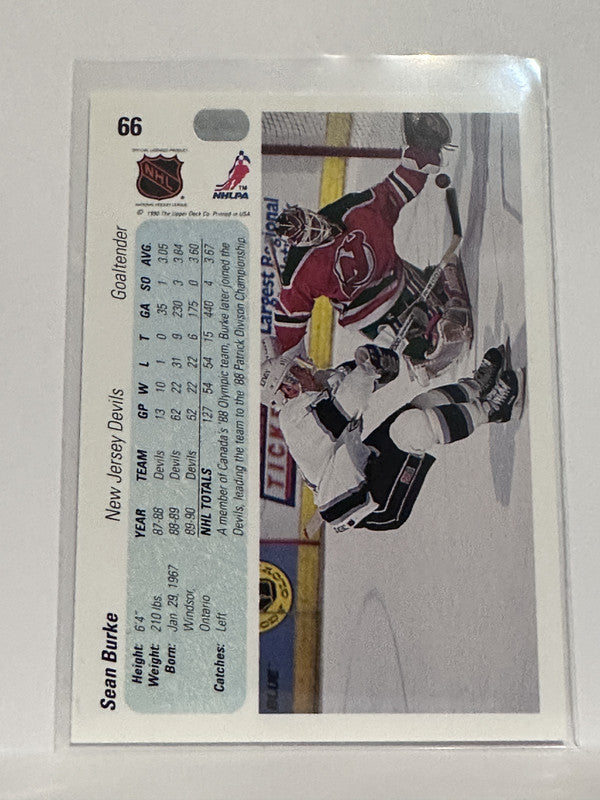 66
OFFICIAL LICENSED PRODUCT
NHL
NATIONAL HOCKEY LEAGUE
NHLPA
TM
© 1990 The Upper Deck Co. Printed in USA
Sean Burke New Jersey Devils Goaltender
Height: 6'4"
Weight: 210 lbs.
Born: Jan. 29, 1967
Windsor,
Ontario
Catches: Left
YEAR TEAM GP W L T GA SO AVG.
87-88 Devils 13 10 1 0 35 1 3.05
88-89 Devils 62 22 31 9 230 3 3.84
89-90 Devils 52 22 22 6 175 0 3.60
NHL TOTALS 127 54 54 15 440 4 3.67
A member of Canada's '88 Olympic team, Burke later joined the
Devils, leading the team to the '88 Patrick Divison Championship.
Largest Regional
TICKE
BLUE